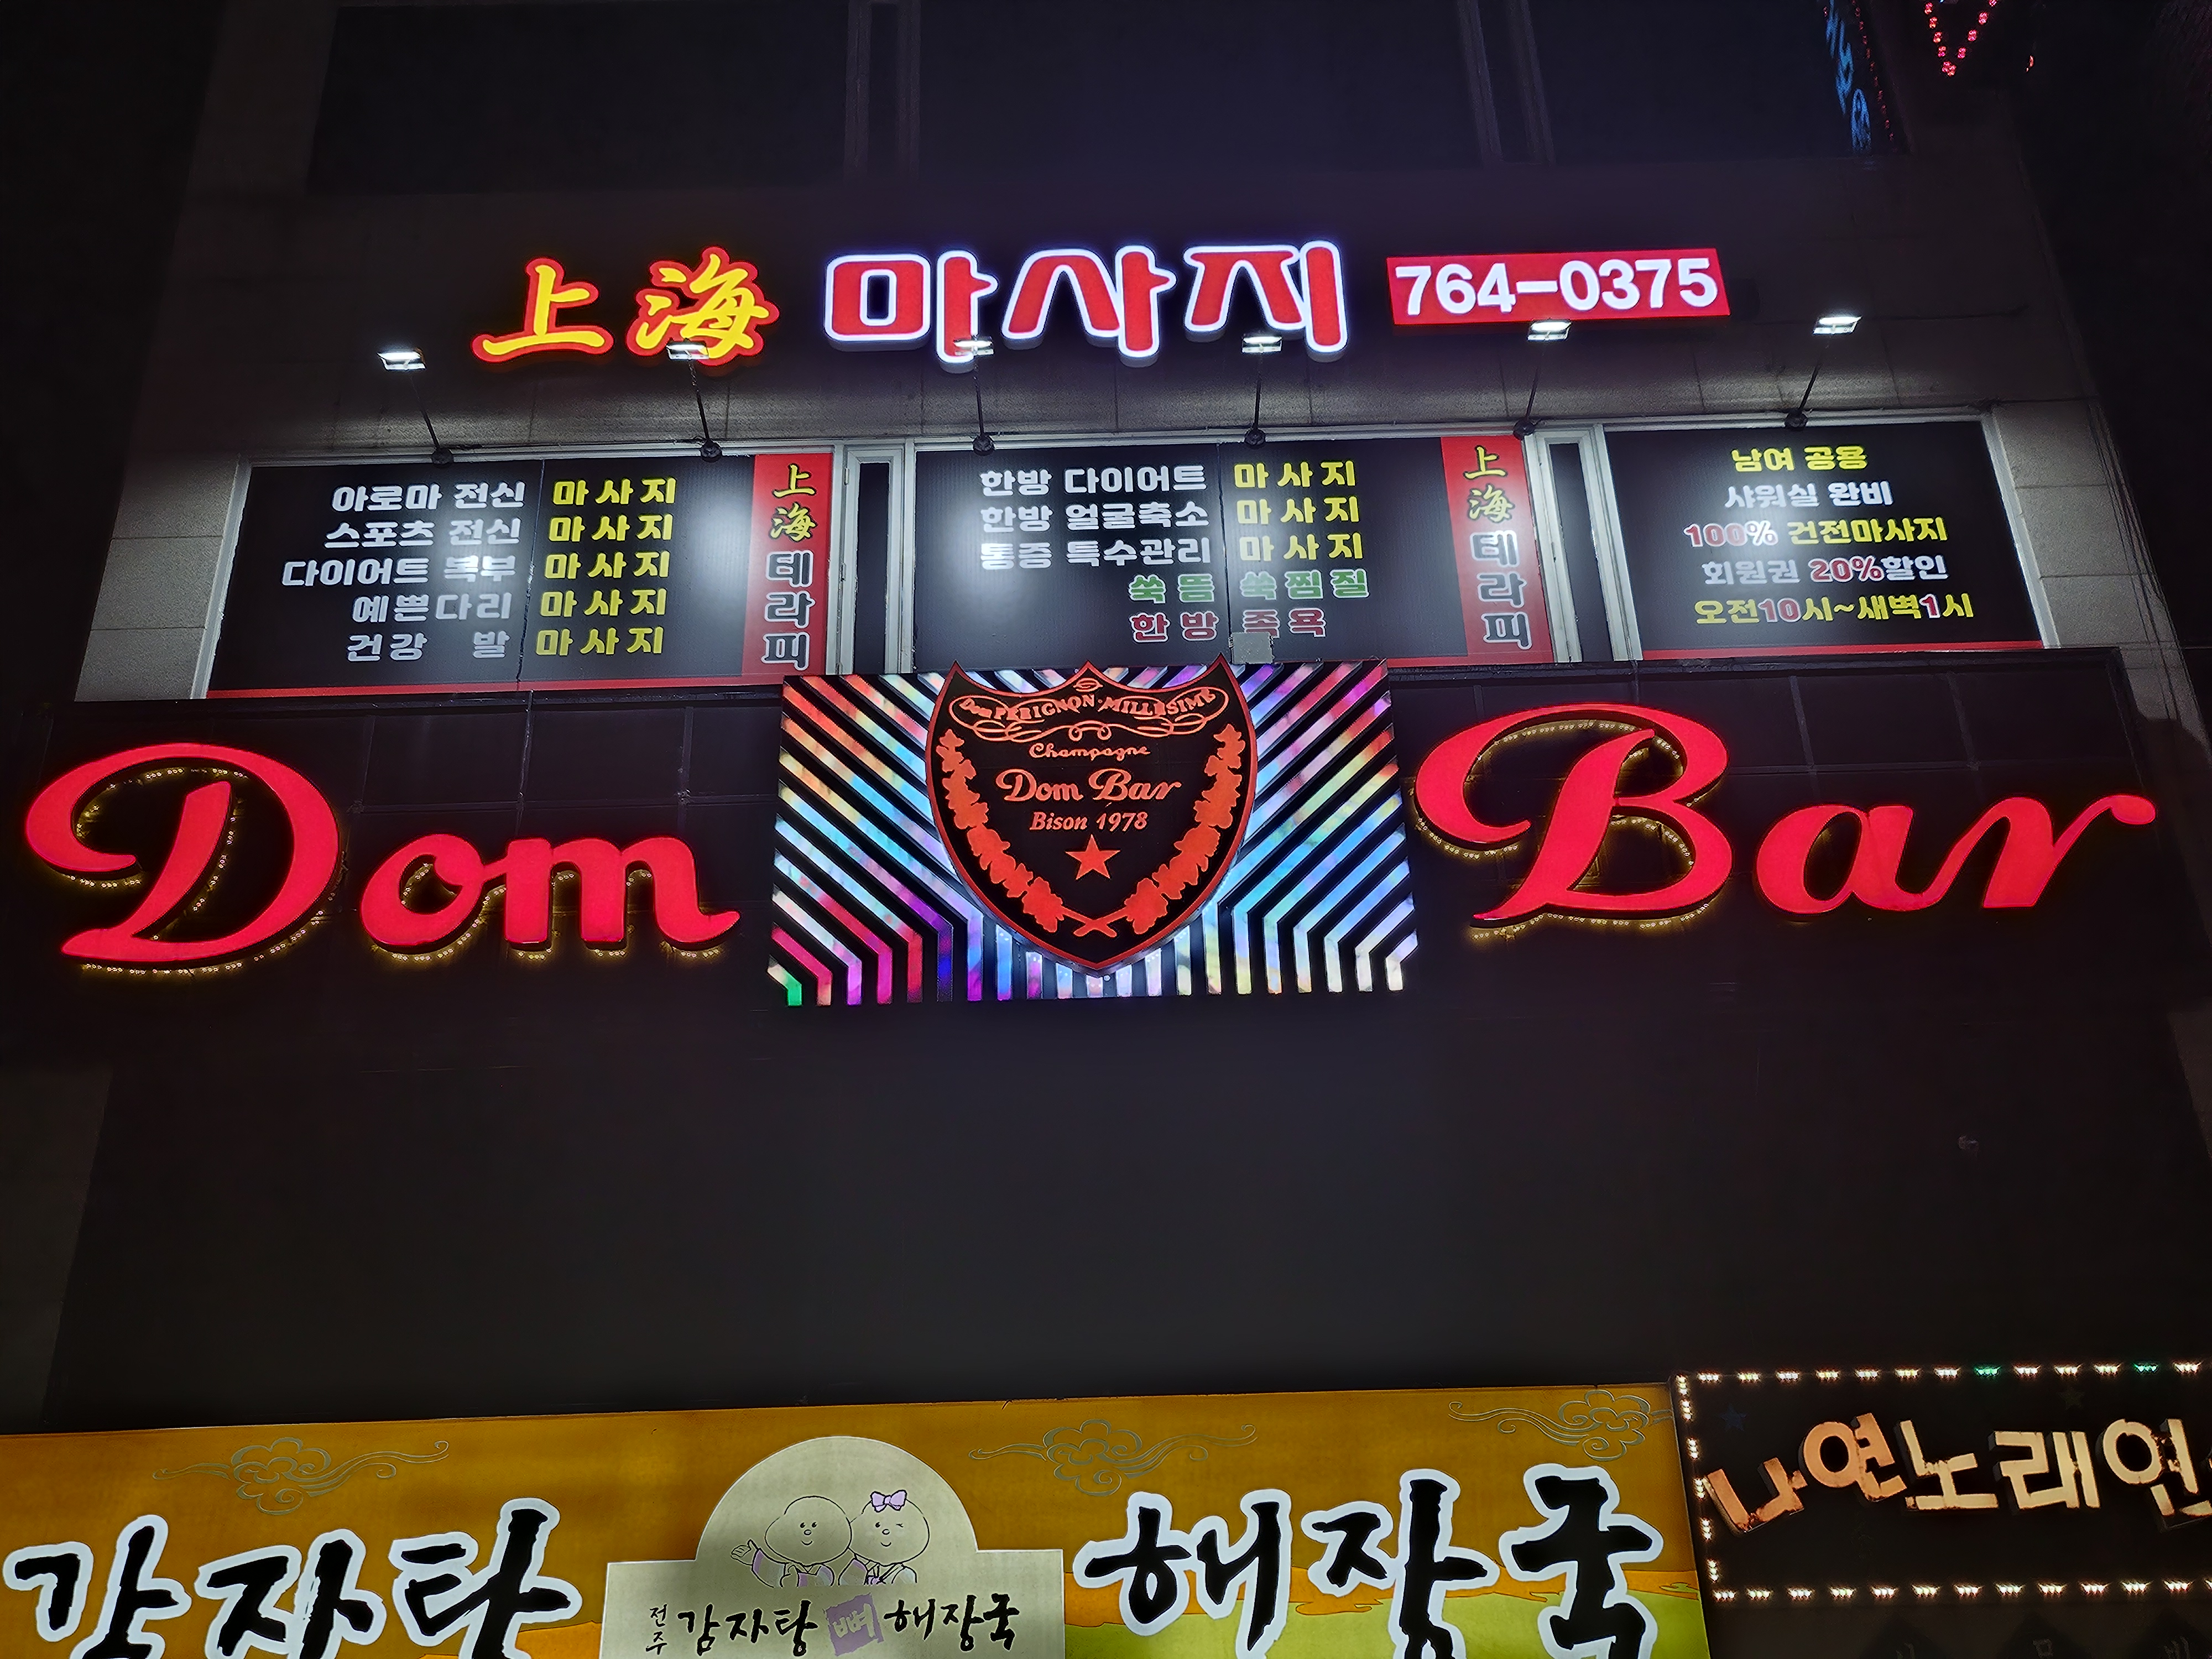 上海 마사지 764-0375
아로마 전신 마사지
스포츠 전신 마사지
다이어트 복부 마사지
예쁜다리 마사지
건강 발 마사지
上海 테라피
한방 다이어트 마사지
한방 얼굴축소 마사지
통증 특수관리 마사지
쑥뜸 쑥찜질
한방 족욕
上海 테라피
남여 공용
샤워실 완비
100% 건전마사지
회원권 20%할인
오전10시~새벽1시
Dom Bar
Dom PERIGNON·MILLESIME
Champagne
Dom Bar
Bison 1978
감자탕 해장국
전주 감자탕 뼈 해장국
나연노래연